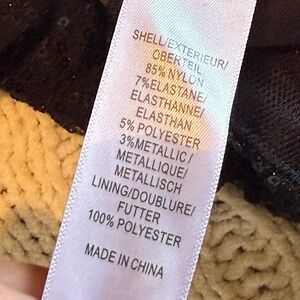 SHELL/EXTERIEUR/
OBERTEIL
85% NYLON
7%ELASTANE/
ELASTHANNE/
ELASTHAN
5% POLYESTER
3%METALLIC/
METALLIQUE/
METALLISCH
LINING/DOUBLURE/
FUTTER
100% POLYESTER
MADE IN CHINA